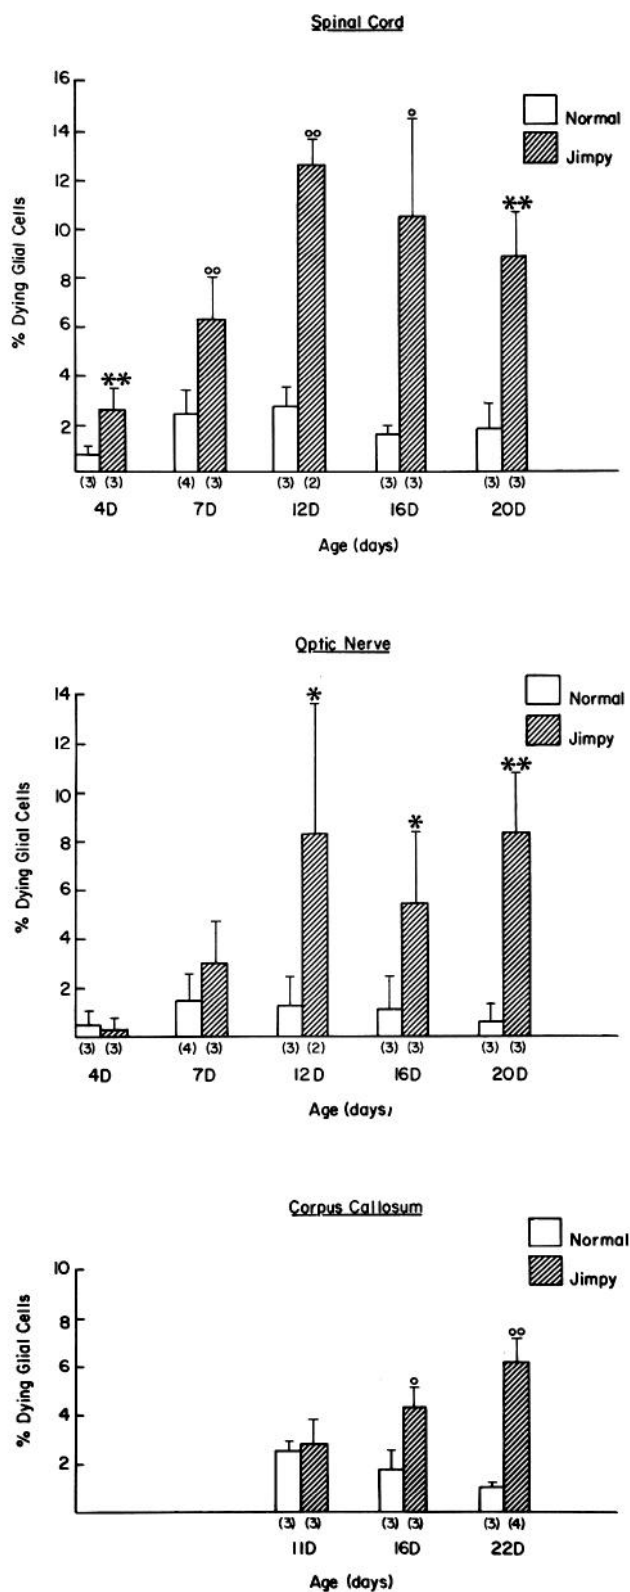 Spinal Cord
16
14
12
10
8
6
4
2
% Dying Glial Cells
Normal
Jimpy
oo
oo
o
**
**
(3) (3) (4) (3) (3) (2) (3) (3) (3) (3)
4D 7D 12D 16D 20D
Age (days)
Optic Nerve
14
12
10
8
6
4
2
% Dying Glial Cells
Normal
Jimpy
*
*
**
(3) (3) (4) (3) (3) (2) (3) (3) (3) (3)
4D 7D 12D 16D 20D
Age (days)
Corpus Callosum
10
8
6
4
2
% Dying Glial Cells
Normal
Jimpy
o
oo
(3) (3) (3) (3) (3) (4)
11D 16D 22D
Age (days)